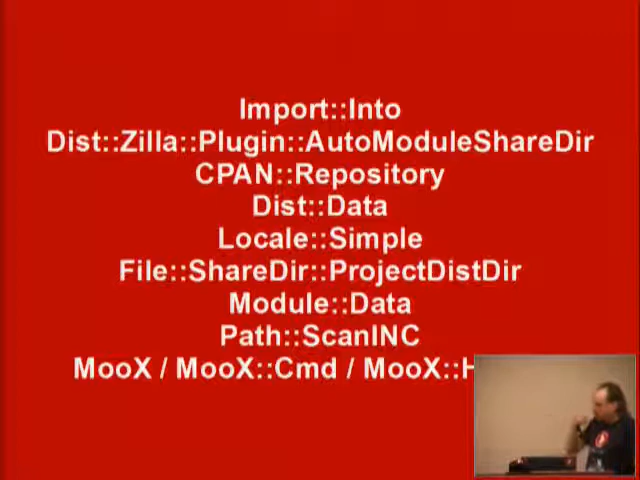 Import::Into
Dist::Zilla::Plugin::AutoModuleShareDir
CPAN::Repository
Dist::Data
Locale::Simple
File::ShareDir::ProjectDistDir
Module::Data
Path::ScanINC
MooX / MooX::Cmd / MooX::H